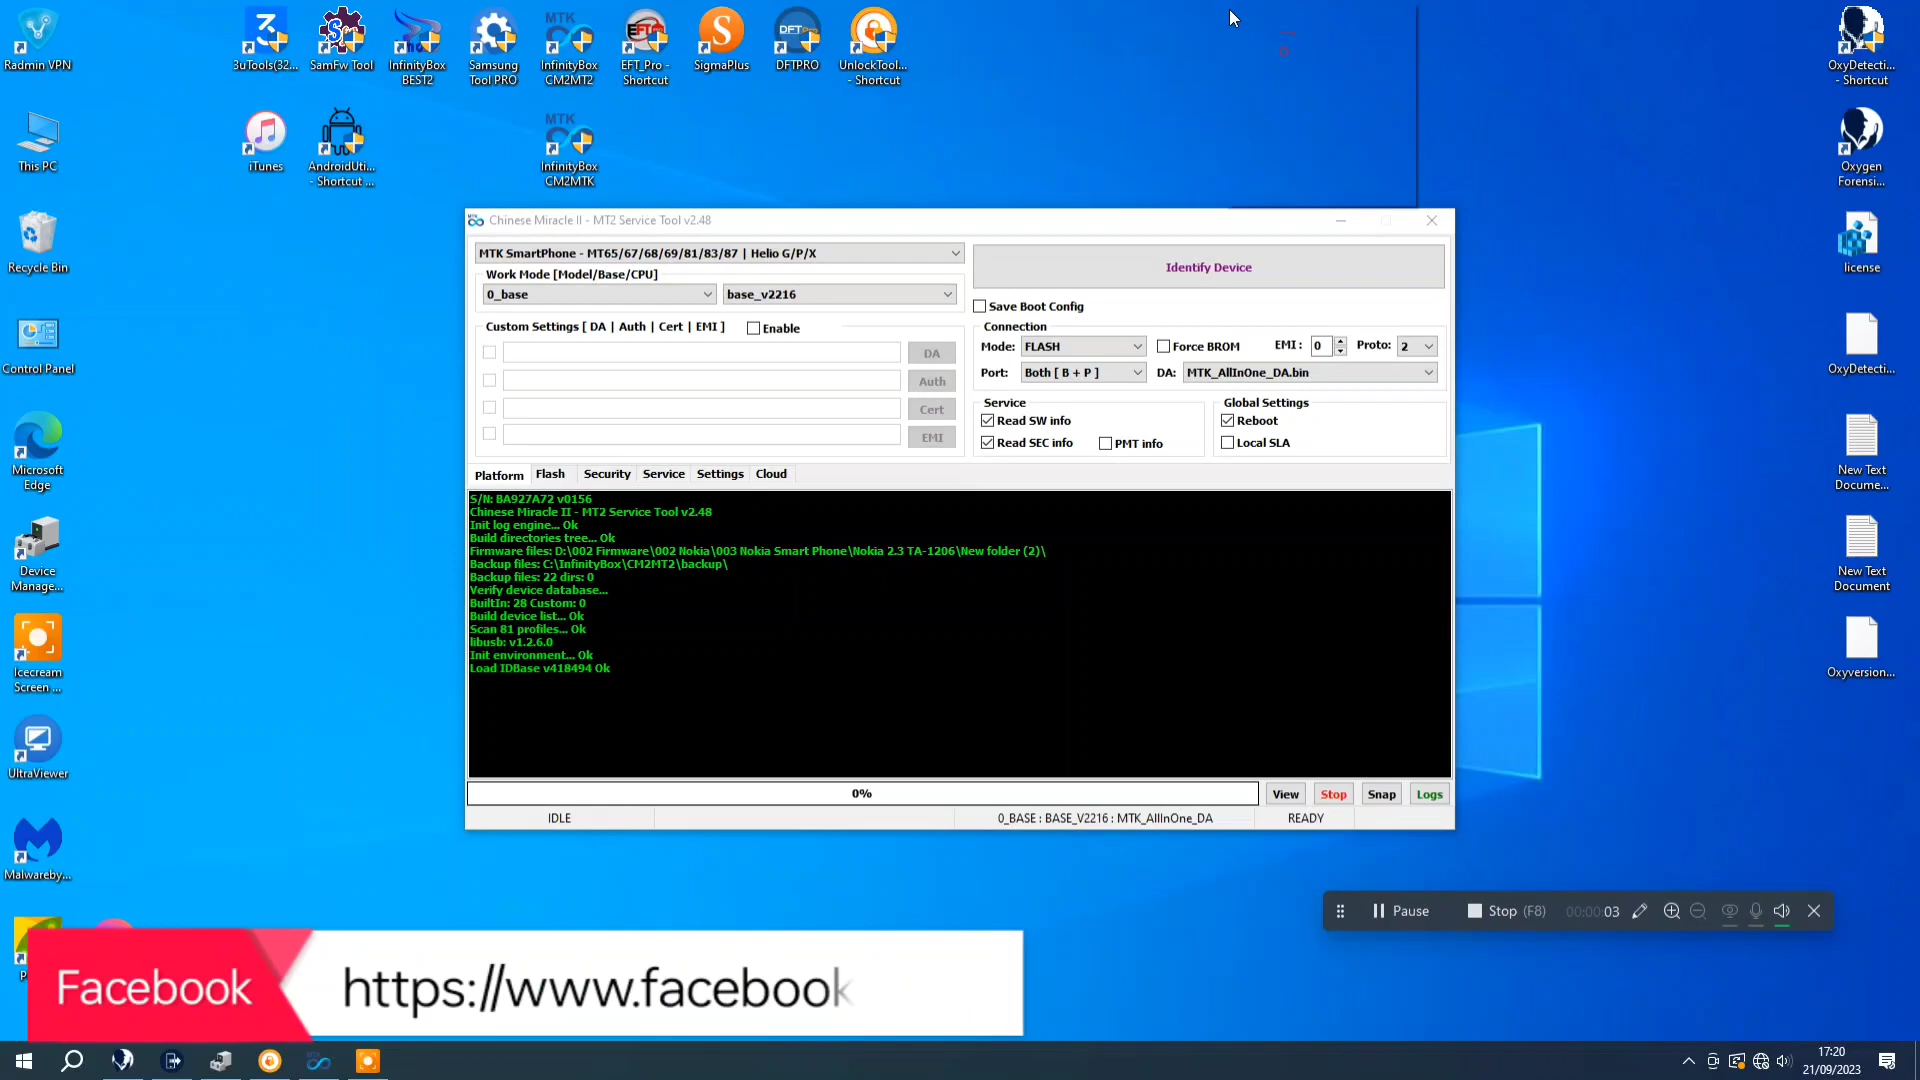 Radmin VPN
3uTools(32...
SamFw Tool
InfinityBox
BEST2
Samsung
Tool PRO
MTK
InfinityBox
CM2MT2
EFT
EFT_Pro -
Shortcut
S
SigmaPlus
DFT PRO
DFTPRO
UnlockTool...
- Shortcut
OxyDetecti...
- Shortcut
This PC
iTunes
AndroidUti...
- Shortcut ...
MTK
InfinityBox
CM2MTK
Oxygen
Forensi...
Recycle Bin
license
Control Panel
OxyDetecti...
Microsoft
Edge
New Text
Docume...
Device
Manage...
New Text
Document
Icecream
Screen ...
Oxyversion...
UltraViewer
Malwareby...
Chinese Miracle II - MT2 Service Tool v2.48
MTK SmartPhone - MT65/67/68/69/81/83/87 | Helio G/P/X
Work Mode [Model/Base/CPU]
0_base
base_v2216
Custom Settings [ DA | Auth | Cert | EMI ]
Enable
DA
Auth
Cert
EMI
Identify Device
Save Boot Config
Connection
Mode: FLASH
Force BROM
EMI: 0
Proto: 2
Port: Both [ B + P ]
DA: MTK_AllInOne_DA.bin
Service
Read SW info
Read SEC info
PMT info
Global Settings
Reboot
Local SLA
Platform Flash Security Service Settings Cloud
S/N: BA927A72 v0156
Chinese Miracle II - MT2 Service Tool v2.48
Init log engine... Ok
Build directories tree... Ok
Firmware files: D:\002 Firmware\002 Nokia\003 Nokia Smart Phone\Nokia 2.3 TA-1206\New folder (2)\
Backup files: C:\InfinityBox\CM2MT2\backup\
Backup files: 22 dirs: 0
Verify device database...
BuiltIn: 28 Custom: 0
Build device list... Ok
Scan 81 profiles... Ok
libusb: v1.2.6.0
Init environment... Ok
Load IDBase v418494 Ok
0%
View Stop Snap Logs
IDLE
0_BASE : BASE_V2216 : MTK_AllInOne_DA
READY
Pause
Stop (F8)
00:00:03
Facebook
https://www.facebook
17:20
21/09/2023